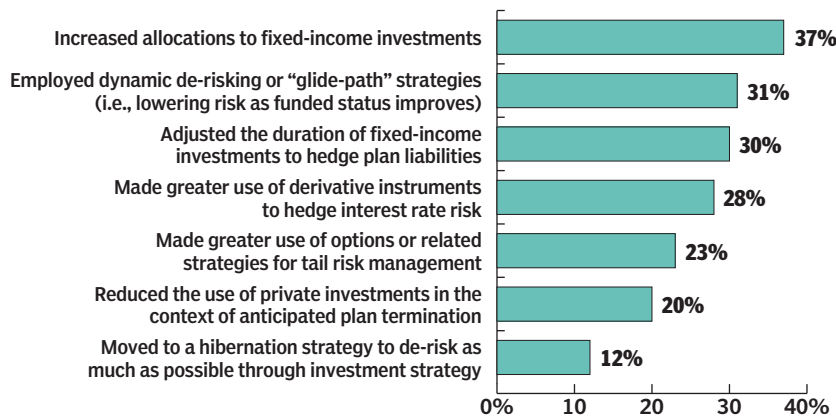 Increased allocations to fixed-income investments
37%
Employed dynamic de-risking or “glide-path” strategies
(i.e., lowering risk as funded status improves)
31%
Adjusted the duration of fixed-income
investments to hedge plan liabilities
30%
Made greater use of derivative instruments
to hedge interest rate risk
28%
Made greater use of options or related
strategies for tail risk management
23%
Reduced the use of private investments in the
context of anticipated plan termination
20%
Moved to a hibernation strategy to de-risk as
much as possible through investment strategy
12%
0% 10 20 30 40%